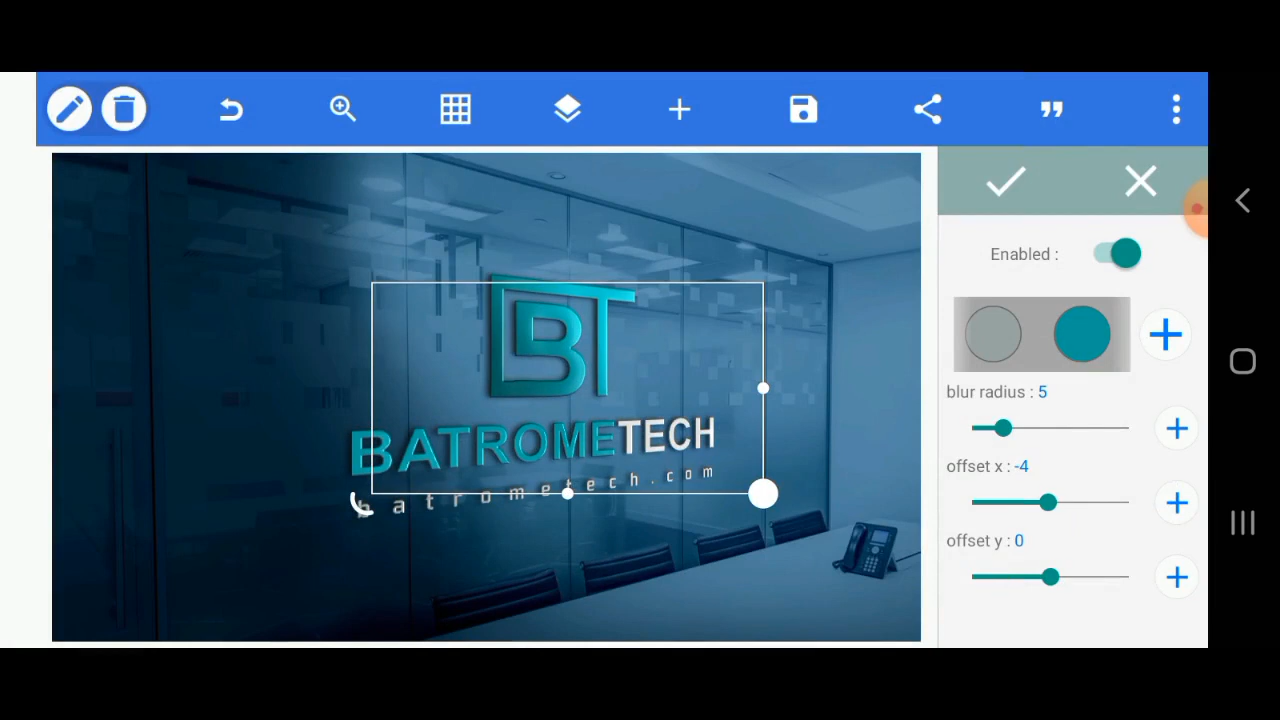 Enabled :
blur radius : 5
offset x : -4
offset y : 0
BT
BATROMETECH
batrometech.com